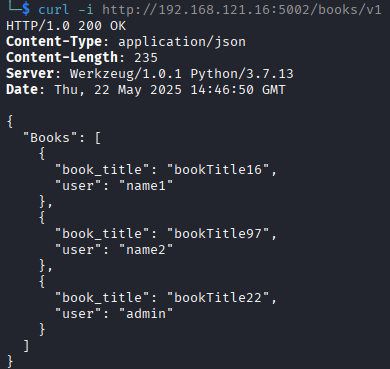 └─$ curl -i http://192.168.121.16:5002/books/v1
HTTP/1.0 200 OK
Content-Type: application/json
Content-Length: 235
Server: Werkzeug/1.0.1 Python/3.7.13
Date: Thu, 22 May 2025 14:46:50 GMT

{
  "Books": [
    {
      "book_title": "bookTitle16",
      "user": "name1"
    },
    {
      "book_title": "bookTitle97",
      "user": "name2"
    },
    {
      "book_title": "bookTitle22",
      "user": "admin"
    }
  ]
}